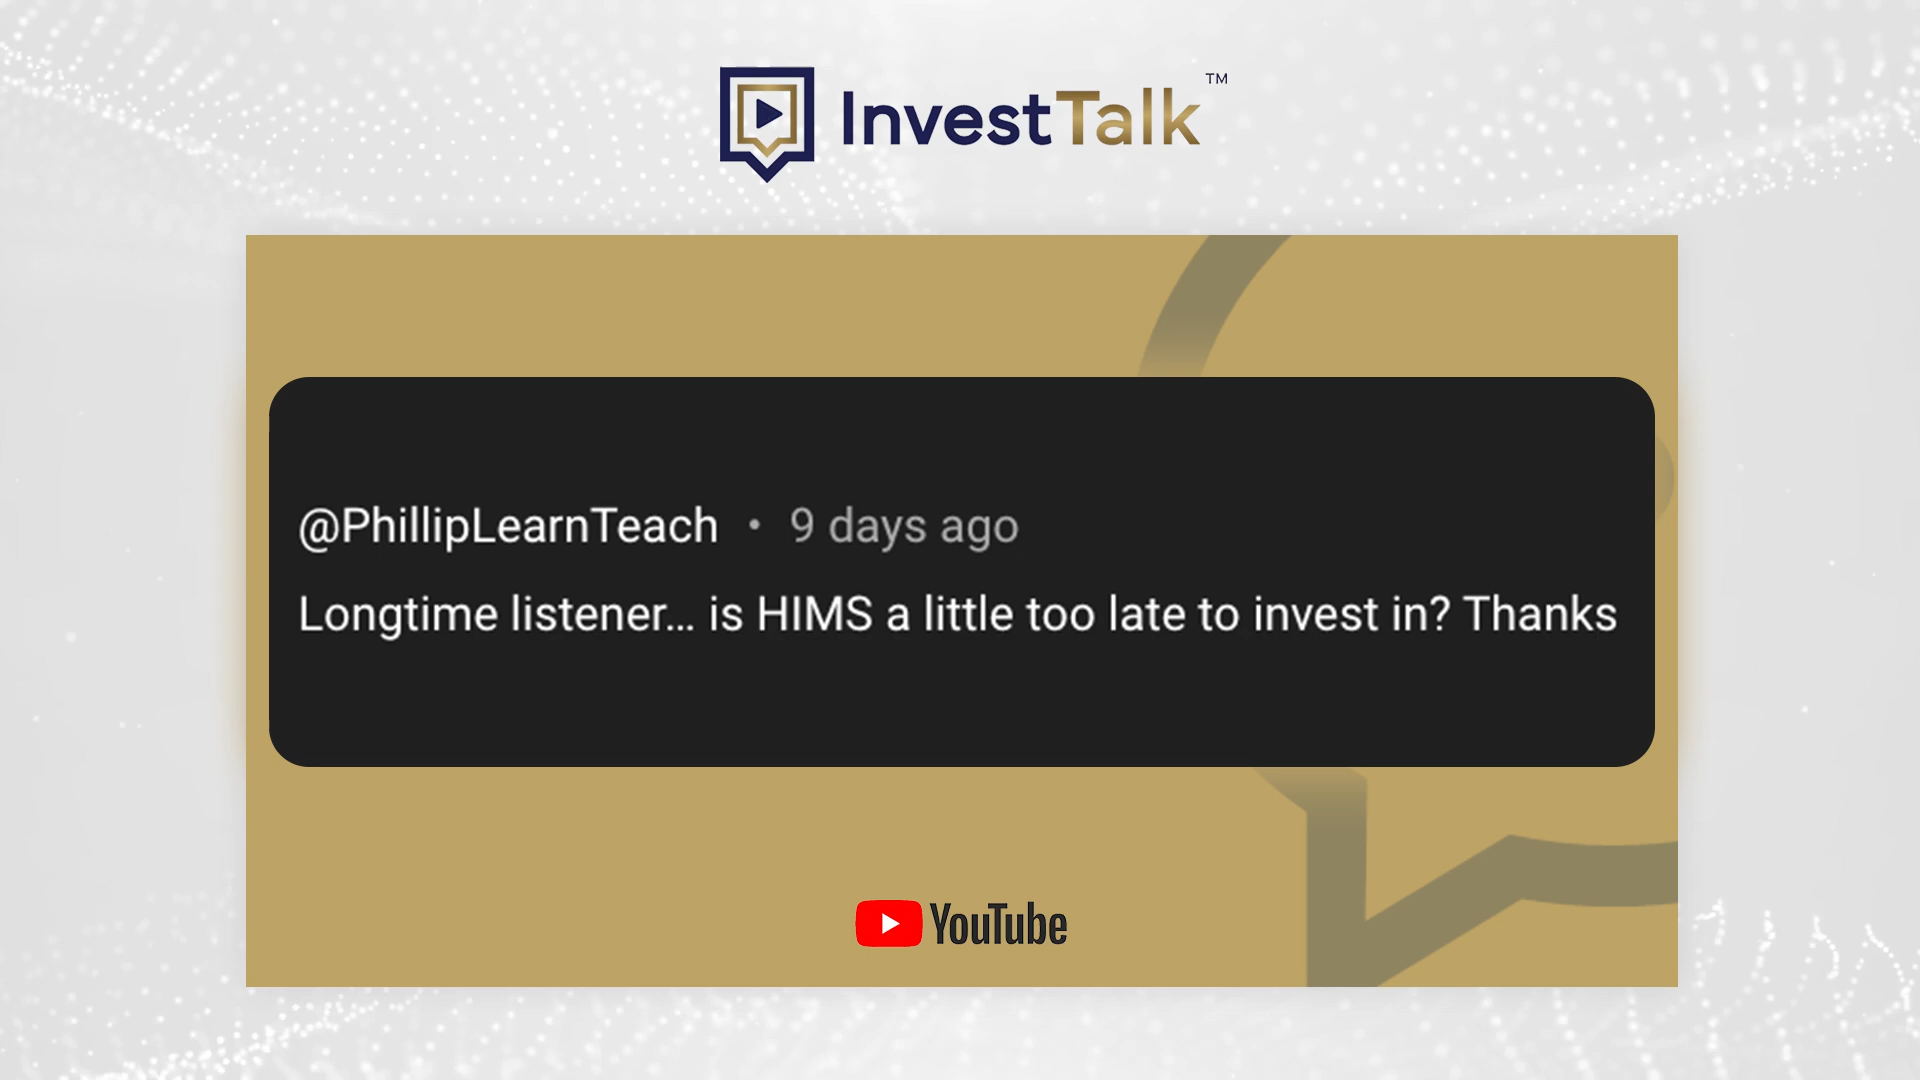 InvestTalk™
@PhillipLearnTeach • 9 days ago
Longtime listener... is HIMS a little too late to invest in? Thanks
YouTube